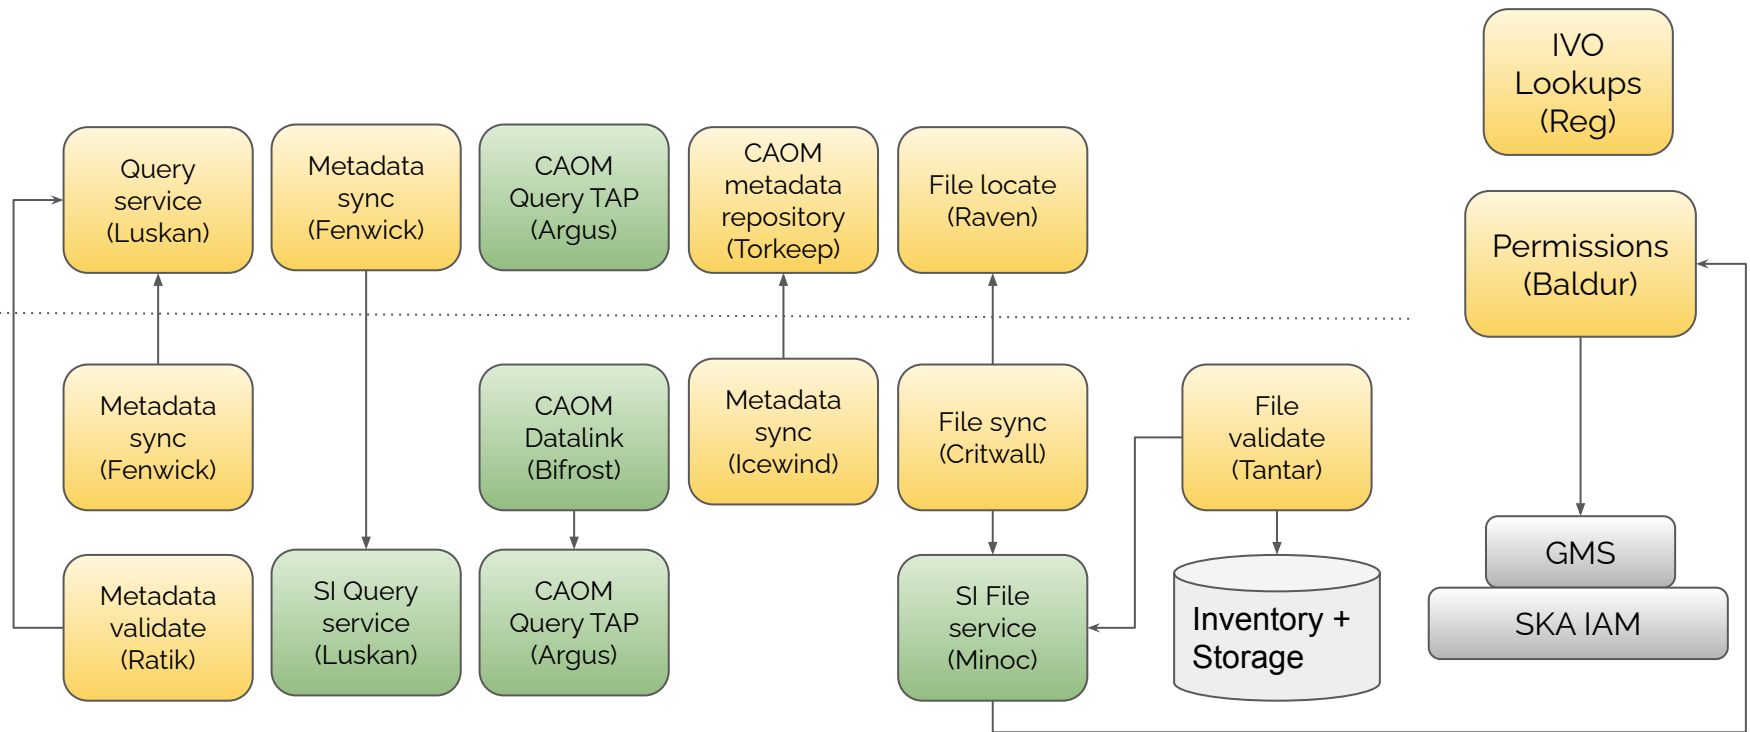 IVO
Lookups
(Reg)
Query
service
(Luskan)
Metadata
sync
(Fenwick)
CAOM
Query TAP
(Argus)
CAOM
metadata
repository
(Torkeep)
File locate
(Raven)
Permissions
(Baldur)
Metadata
sync
(Fenwick)
CAOM
Datalink
(Bifrost)
Metadata
sync
(Icewind)
File sync
(Critwall)
File
validate
(Tantar)
Metadata
validate
(Ratik)
SI Query
service
(Luskan)
CAOM
Query TAP
(Argus)
SI File
service
(Minoc)
Inventory +
Storage
GMS
SKA IAM